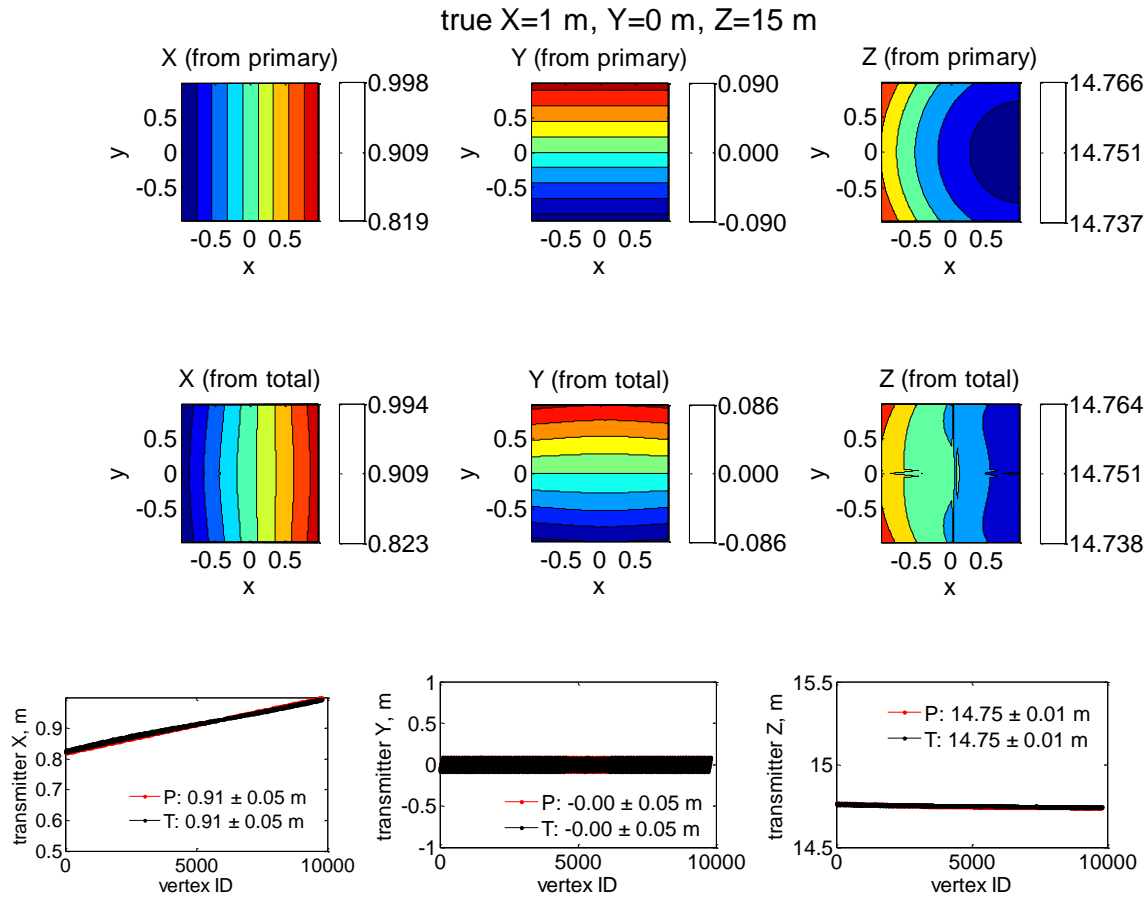 true X=1 m, Y=0 m, Z=15 m
X (from primary)
0.5
0
-0.5
y
-0.5 0 0.5
x
0.998
0.909
0.819
Y (from primary)
0.5
0
-0.5
y
-0.5 0 0.5
x
0.090
0.000
-0.090
Z (from primary)
0.5
0
-0.5
y
-0.5 0 0.5
x
14.766
14.751
14.737
X (from total)
0.5
0
-0.5
y
-0.5 0 0.5
x
0.994
0.909
0.823
Y (from total)
0.5
0
-0.5
y
-0.5 0 0.5
x
0.086
0.000
-0.086
Z (from total)
0.5
0
-0.5
y
-0.5 0 0.5
x
14.764
14.751
14.738
transmitter X, m
0.9
0.8
0.7
0.6
0.5
P: 0.91 ± 0.05 m
T: 0.91 ± 0.05 m
0 5000 10000
vertex ID
transmitter Y, m
1
0.5
0
-0.5
-1
P: -0.00 ± 0.05 m
T: -0.00 ± 0.05 m
0 5000 10000
vertex ID
transmitter Z, m
15.5
15
14.5
P: 14.75 ± 0.01 m
T: 14.75 ± 0.01 m
0 5000 10000
vertex ID